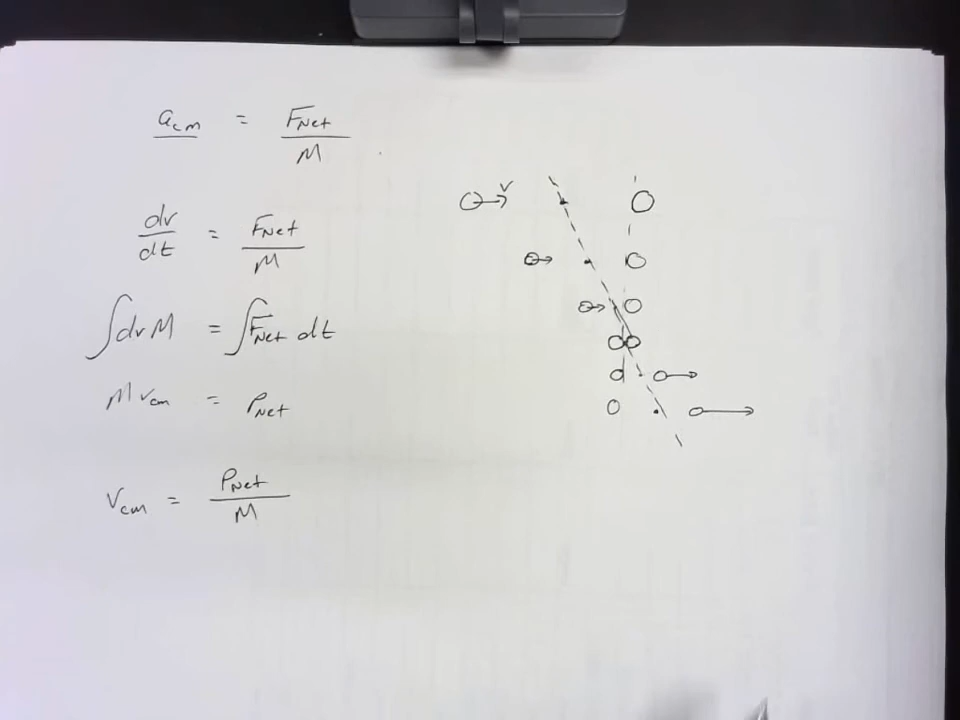 a_cm = F_Net / M
dv/dt = F_Net / M
∫dv M = ∫F_Net dt
M v_cm = P_Net
v_cm = P_Net / M
v